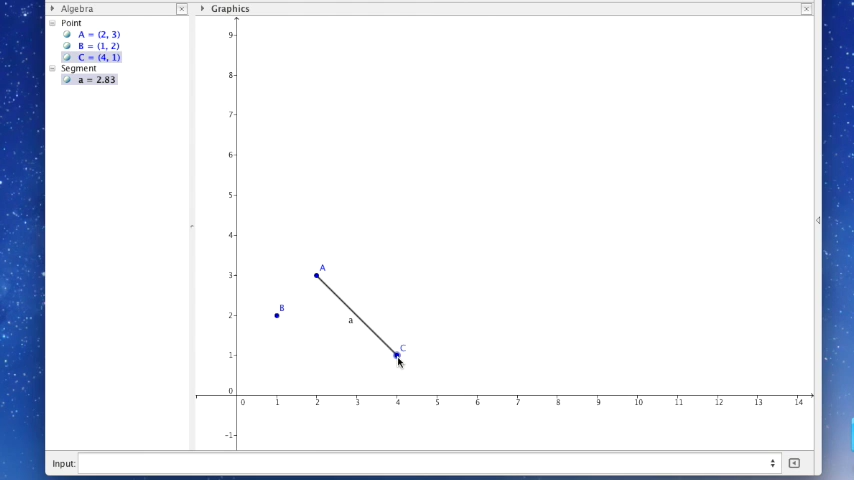 Algebra
Graphics
Point
A = (2, 3)
B = (1, 2)
C = (4, 1)
Segment
a = 2.83
9
8
7
6
5
4
3
2
1
0
-1
A
B
a
C
0 1 2 3 4 5 6 7 8 9 10 11 12 13 14
Input: